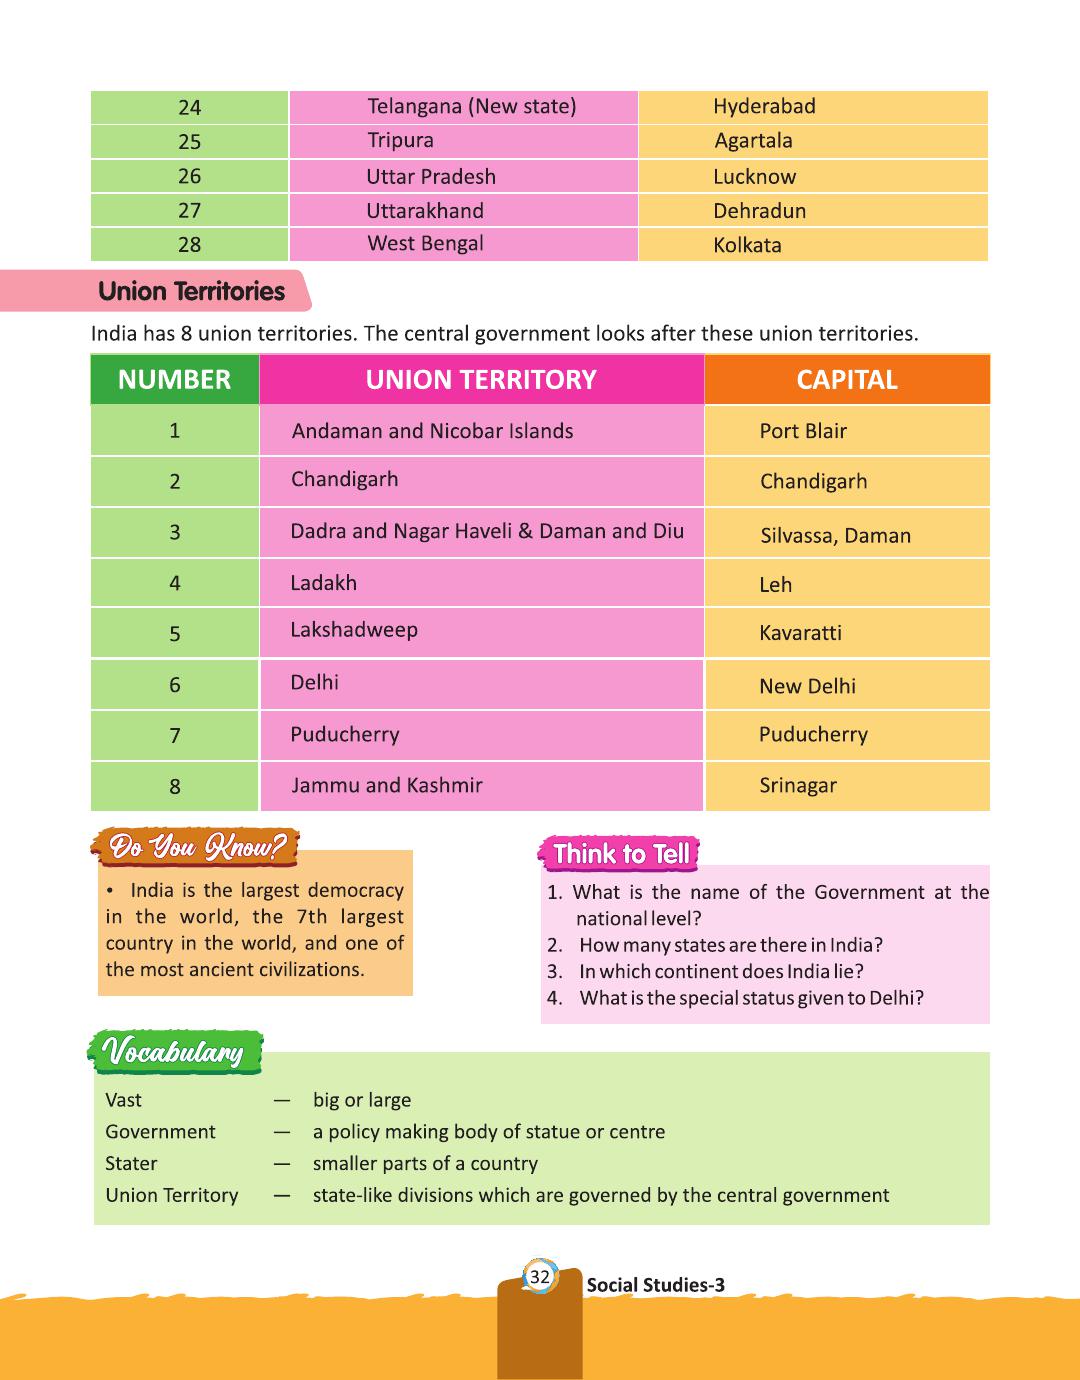 24 Telangana (New state) Hyderabad
25 Tripura Agartala
26 Uttar Pradesh Lucknow
27 Uttarakhand Dehradun
28 West Bengal Kolkata
Union Territories
India has 8 union territories. The central government looks after these union territories.
NUMBER UNION TERRITORY CAPITAL
1 Andaman and Nicobar Islands Port Blair
2 Chandigarh Chandigarh
3 Dadra and Nagar Haveli & Daman and Diu Silvassa, Daman
4 Ladakh Leh
5 Lakshadweep Kavaratti
6 Delhi New Delhi
7 Puducherry Puducherry
8 Jammu and Kashmir Srinagar
Do You Know?
• India is the largest democracy
in the world, the 7th largest
country in the world, and one of
the most ancient civilizations.
Think to Tell
1. What is the name of the Government at the
national level?
2. How many states are there in India?
3. In which continent does India lie?
4. What is the special status given to Delhi?
Vocabulary
Vast — big or large
Government — a policy making body of statue or centre
Stater — smaller parts of a country
Union Territory — state-like divisions which are governed by the central government
32 Social Studies-3